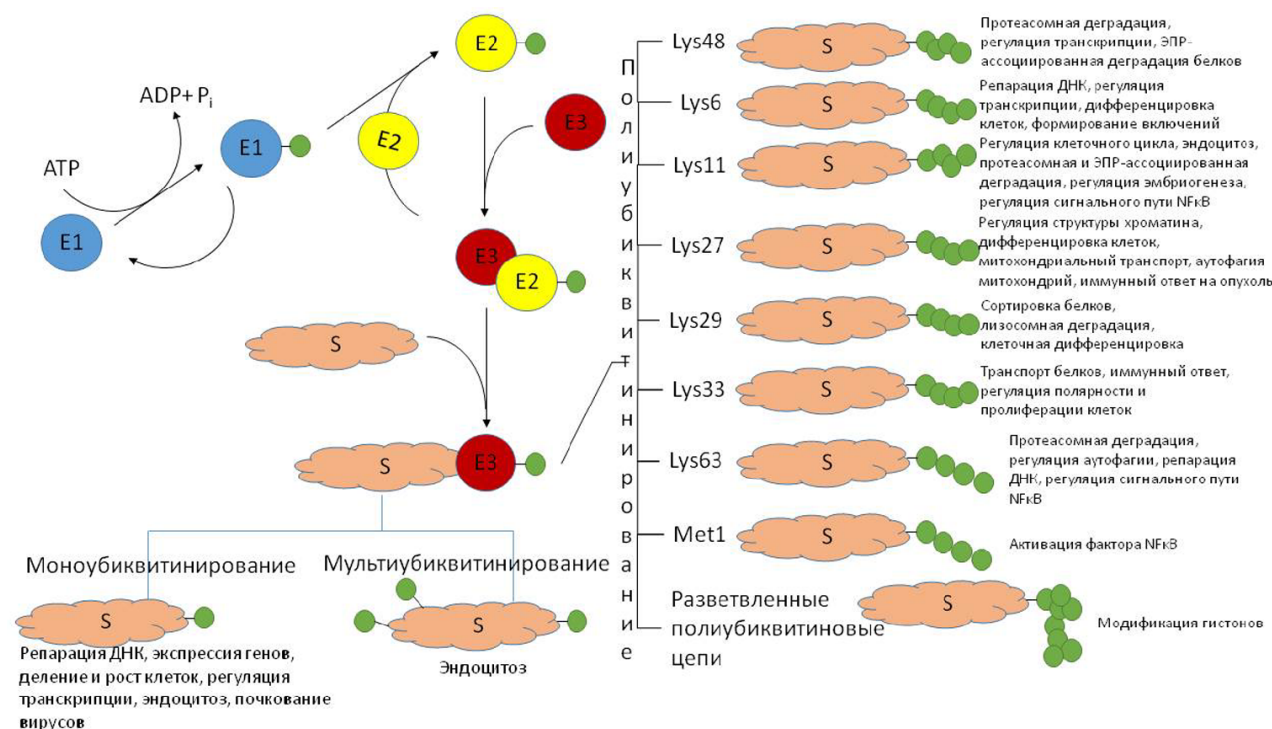 E2
ADP+ Pi
E1
E2
E3
ATP
E1
E3
E2
S
S
E3
Моноубиквитинирование
S
Репарация ДНК, экспрессия генов,
деление и рост клеток, регуляция
транскрипции, эндоцитоз, почкование
вирусов
Мультиубиквитинирование
S
Эндоцитоз
Полиубиквитинирование
Lys48
S
Протеасомная деградация,
регуляция транскрипции, ЭПР-
ассоциированная деградация белков
Lys6
S
Репарация ДНК, регуляция
транскрипции, дифференцировка
клеток, формирование включений
Lys11
S
Регуляция клеточного цикла, эндоцитоз,
протеасомная и ЭПР-ассоциированная
деградация, регуляция эмбриогенеза,
регуляция сигнального пути NFκB
Lys27
S
Регуляция структуры хроматина,
дифференцировка клеток,
митохондриальный транспорт, аутофагия
митохондрий, иммунный ответ на опухоль
Lys29
S
Сортировка белков,
лизосомная деградация,
клеточная дифференцировка
Lys33
S
Транспорт белков, иммунный ответ,
регуляция полярности и
пролиферации клеток
Lys63
S
Протеасомная деградация,
регуляция аутофагии, репарация
ДНК, регуляция сигнального пути
NFκB
Met1
S
Активация фактора NFκB
Разветвленные
полиубиквитиновые
цепи
S
Модификация гистонов